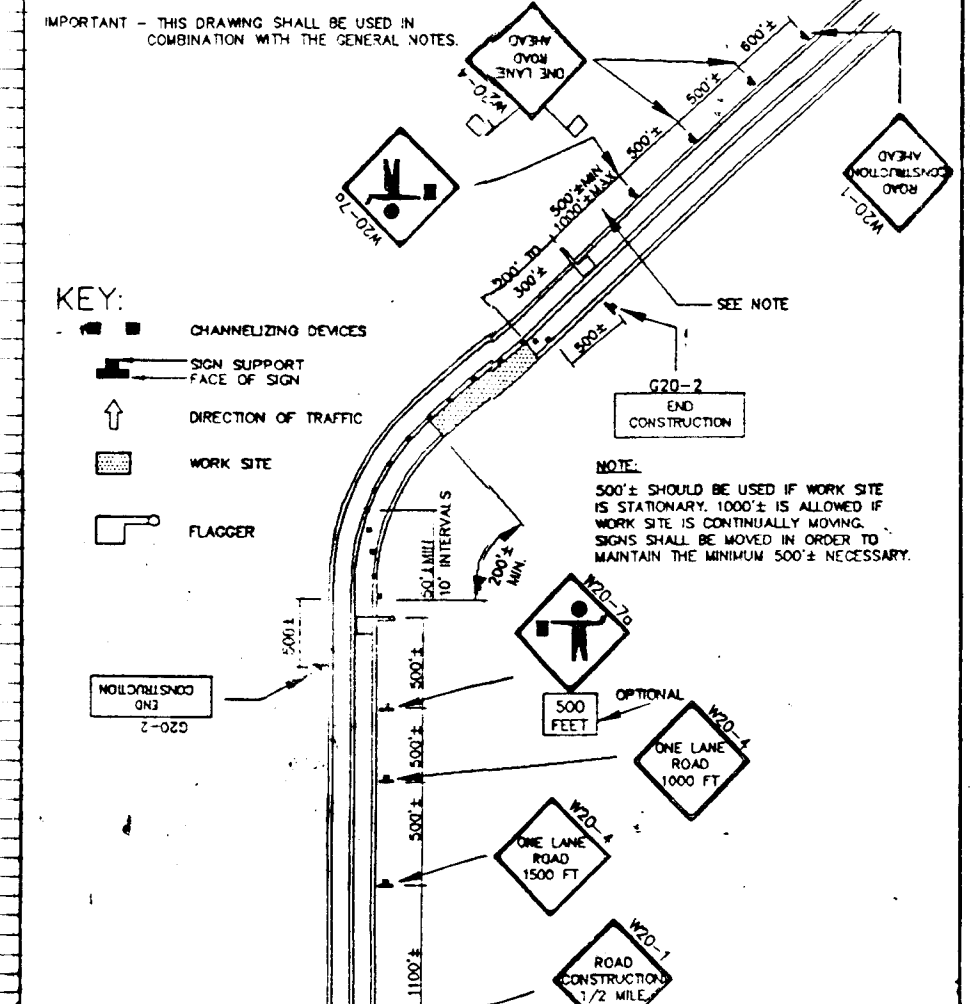 IMPORTANT - THIS DRAWING SHALL BE USED IN
COMBINATION WITH THE GENERAL NOTES.
ONE LANE
ROAD
AHEAD
W20-4
600'±
500'±
500'±
500'±MIN
1000'±MAX
200' TO
300'±
W20-7a
ROAD
CONSTRUCTION
AHEAD
W20-1
SEE NOTE
500±
G20-2
END
CONSTRUCTION
KEY:
CHANNELIZING DEVICES
SIGN SUPPORT
FACE OF SIGN
DIRECTION OF TRAFFIC
WORK SITE
FLAGGER
NOTE:
500'± SHOULD BE USED IF WORK SITE
IS STATIONARY. 1000'± IS ALLOWED IF
WORK SITE IS CONTINUALLY MOVING.
SIGNS SHALL BE MOVED IN ORDER TO
MAINTAIN THE MINIMUM 500'± NECESSARY.
50'±MIN
10' INTERVALS
200'±
MIN.
500±
END
CONSTRUCTION
G20-2
W20-7a
500
FEET
OPTIONAL
500'±
500'±
500'±
1100'±
W20-4
ONE LANE
ROAD
1000 FT
W20-4
ONE LANE
ROAD
1500 FT
W20-1
ROAD
CONSTRUCTION
1/2 MILE